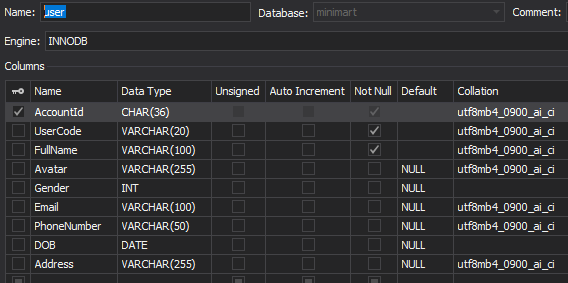 Name: user Database: minimart Comment:
Engine: INNODB
Columns
Name Data Type Unsigned Auto Increment Not Null Default Collation
AccountId CHAR(36) utf8mb4_0900_ai_ci
UserCode VARCHAR(20) utf8mb4_0900_ai_ci
FullName VARCHAR(100) utf8mb4_0900_ai_ci
Avatar VARCHAR(255) NULL utf8mb4_0900_ai_ci
Gender INT NULL
Email VARCHAR(100) NULL utf8mb4_0900_ai_ci
PhoneNumber VARCHAR(50) NULL utf8mb4_0900_ai_ci
DOB DATE NULL
Address VARCHAR(255) NULL utf8mb4_0900_ai_ci